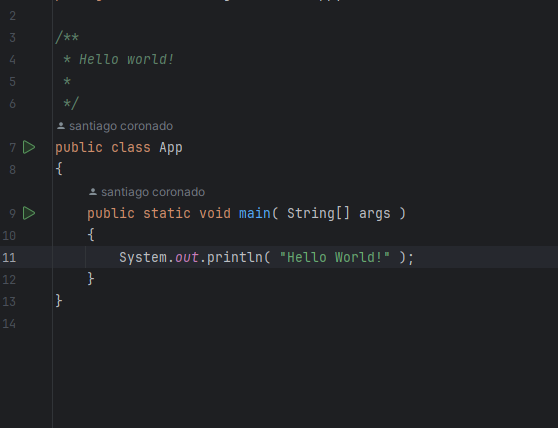 2
3 /**
4 * Hello world!
5 *
6 */
santiago coronado
7 public class App
8 {
santiago coronado
9 public static void main( String[] args )
10 {
11 System.out.println( "Hello World!" );
12 }
13 }
14